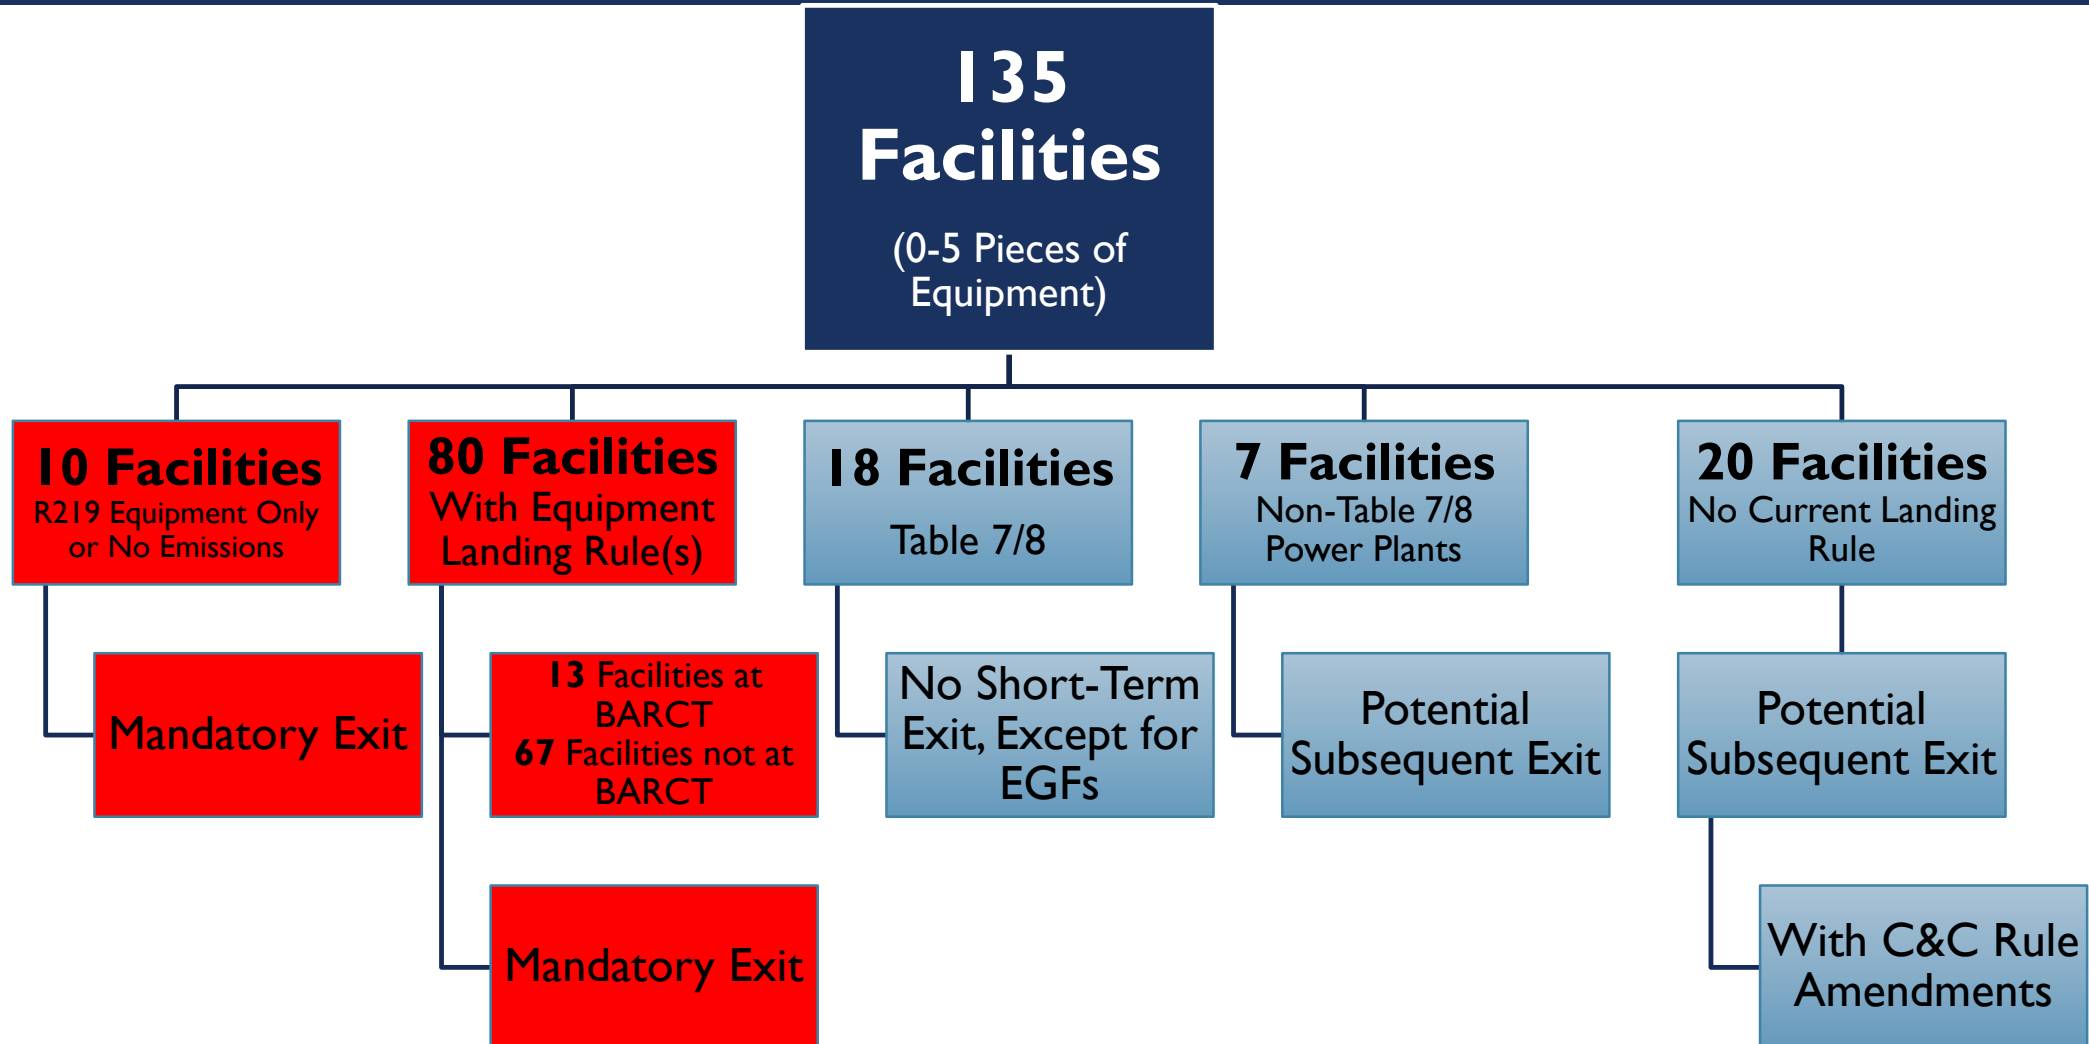 135
Facilities
(0-5 Pieces of
Equipment)
10 Facilities
R219 Equipment Only
or No Emissions
80 Facilities
With Equipment
Landing Rule(s)
18 Facilities
Table 7/8
7 Facilities
Non-Table 7/8
Power Plants
20 Facilities
No Current Landing
Rule
Mandatory Exit
13 Facilities at
BARCT
67 Facilities not at
BARCT
No Short-Term
Exit, Except for
EGFs
Potential
Subsequent Exit
Potential
Subsequent Exit
Mandatory Exit
With C&C Rule
Amendments